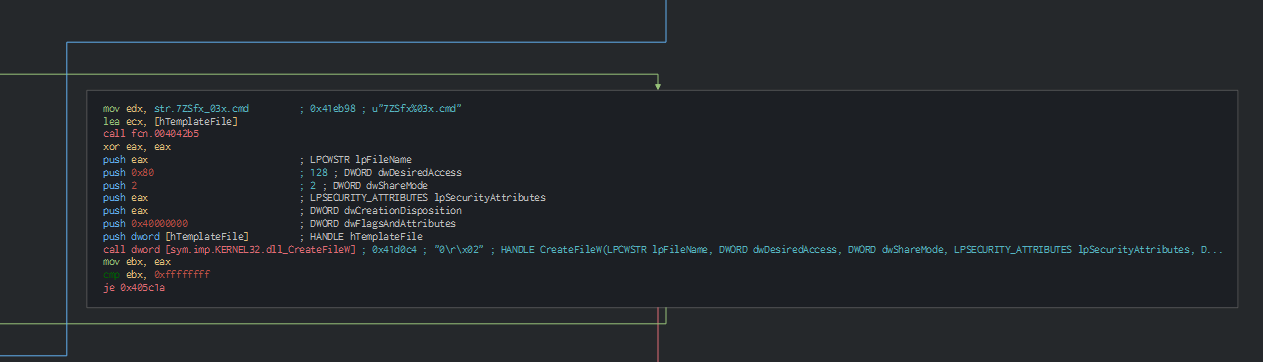 mov edx, str.7ZSfx_03x.cmd ; 0x41eb98 ; u"7ZSfx%03x.cmd"
lea ecx, [hTemplateFile]
call fcn.004042b5
xor eax, eax
push eax ; LPCWSTR lpFileName
push 0x80 ; 128 ; DWORD dwDesiredAccess
push 2 ; 2 ; DWORD dwShareMode
push eax ; LPSECURITY_ATTRIBUTES lpSecurityAttributes
push eax ; DWORD dwCreationDisposition
push 0x40000000 ; DWORD dwFlagsAndAttributes
push dword [hTemplateFile] ; HANDLE hTemplateFile
call dword [sym.imp.KERNEL32.dll_CreateFileW] ; 0x41d0c4 ; "0\r\x02" ; HANDLE CreateFileW(LPCWSTR lpFileName, DWORD dwDesiredAccess, DWORD dwShareMode, LPSECURITY_ATTRIBUTES lpSecurityAttributes, D...
mov ebx, eax
cmp ebx, 0xffffffff
je 0x405c1a